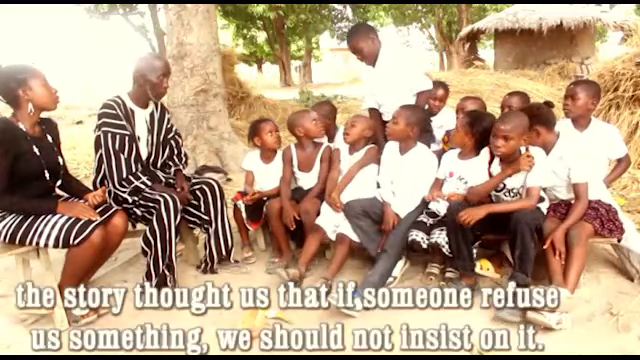 the story thought us that if someone refuse
us something, we should not insist on it.